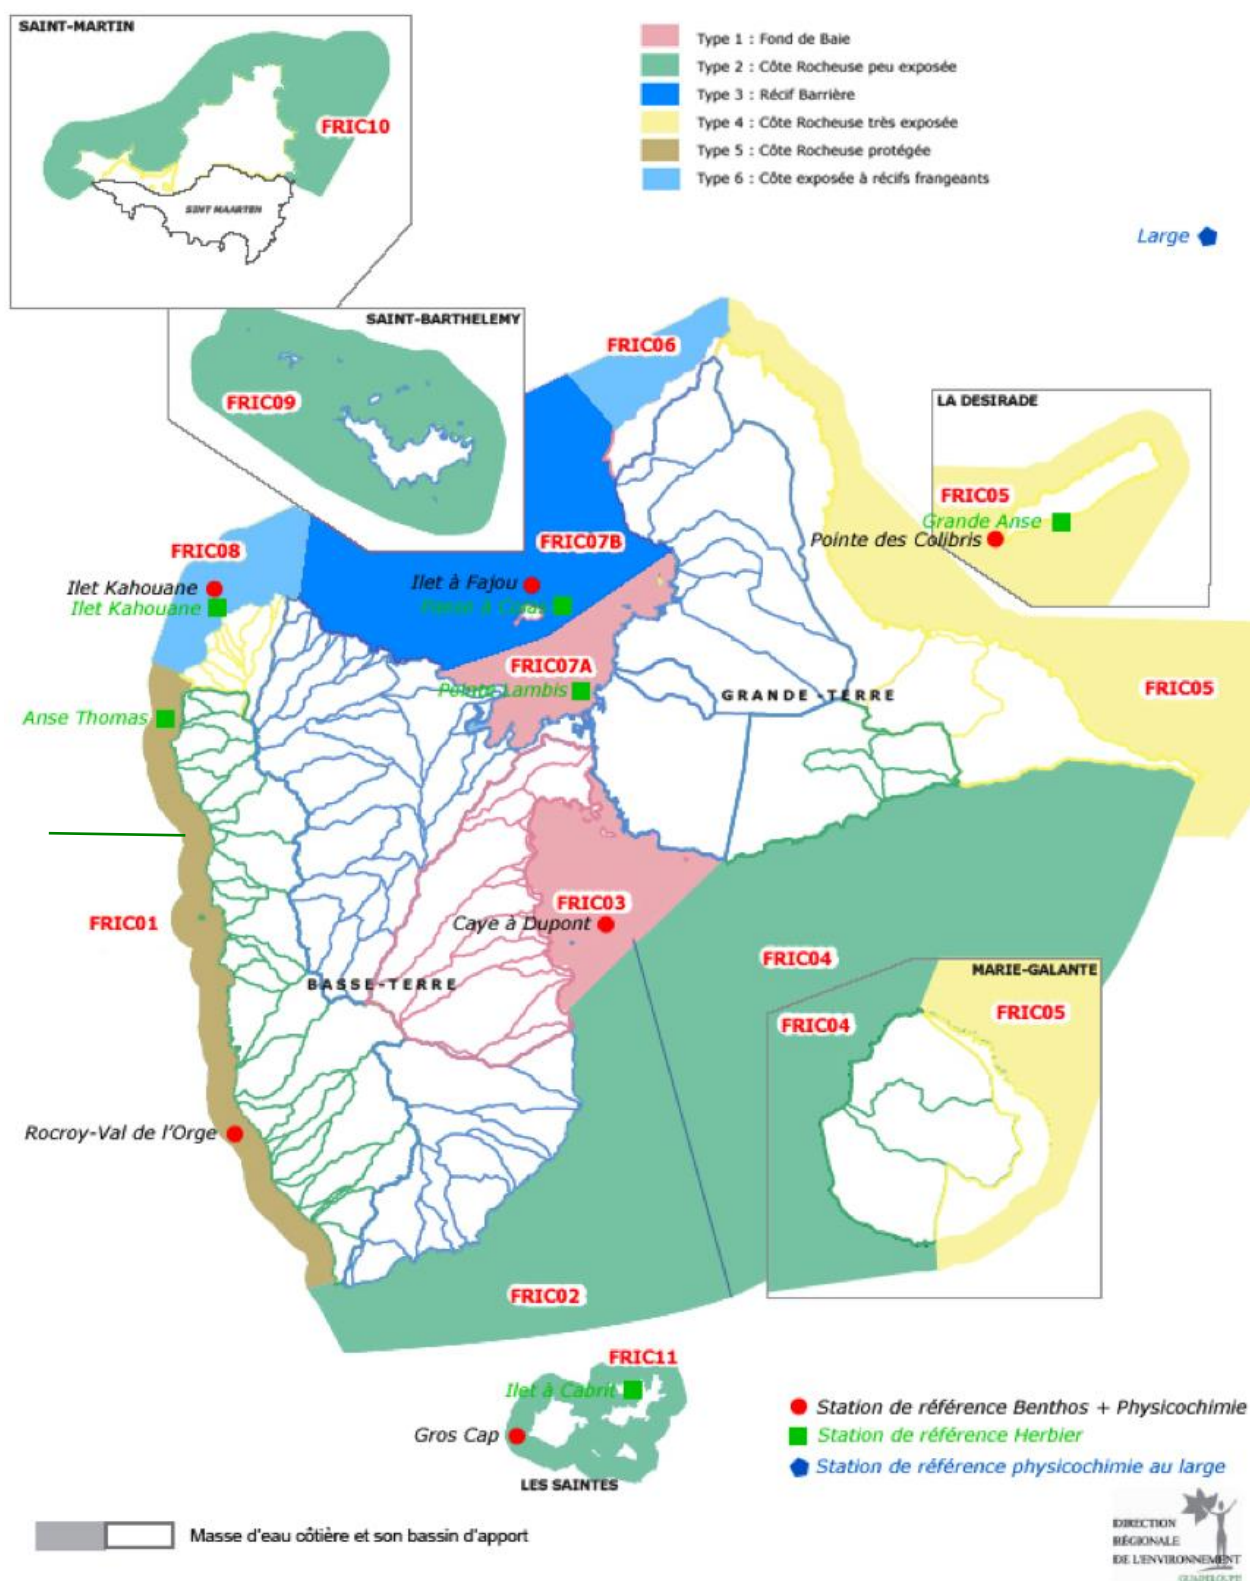 SAINT-MARTIN
FRIC10
SINT MAARTEN
Type 1 : Fond de Baie
Type 2 : Côte Rocheuse peu exposée
Type 3 : Récif Barrière
Type 4 : Côte Rocheuse très exposée
Type 5 : Côte Rocheuse protégée
Type 6 : Côte exposée à récifs frangeants
Large
SAINT-BARTHELEMY
FRIC09
FRIC06
LA DESIRADE
FRIC05
Grande Anse
Pointe des Colibris
FRIC08
FRIC07B
Ilet Kahouane
Ilet à Fajou
Ilet Kahouane
Passe à Colas
FRIC07A
Pointe Lambis
GRANDE-TERRE
FRIC05
Anse Thomas
FRIC01
FRIC03
Caye à Dupont
FRIC04
MARIE-GALANTE
FRIC04
FRIC05
BASSE-TERRE
Rocroy-Val de l'Orge
FRIC02
FRIC11
Ilet à Cabrit
Gros Cap
LES SAINTES
Station de référence Benthos + Physicochimie
Station de référence Herbier
Station de référence physicochimie au large
Masse d'eau côtière et son bassin d'apport
DIRECTION
RÉGIONALE
DE L'ENVIRONNEMENT
GUADELOUPE